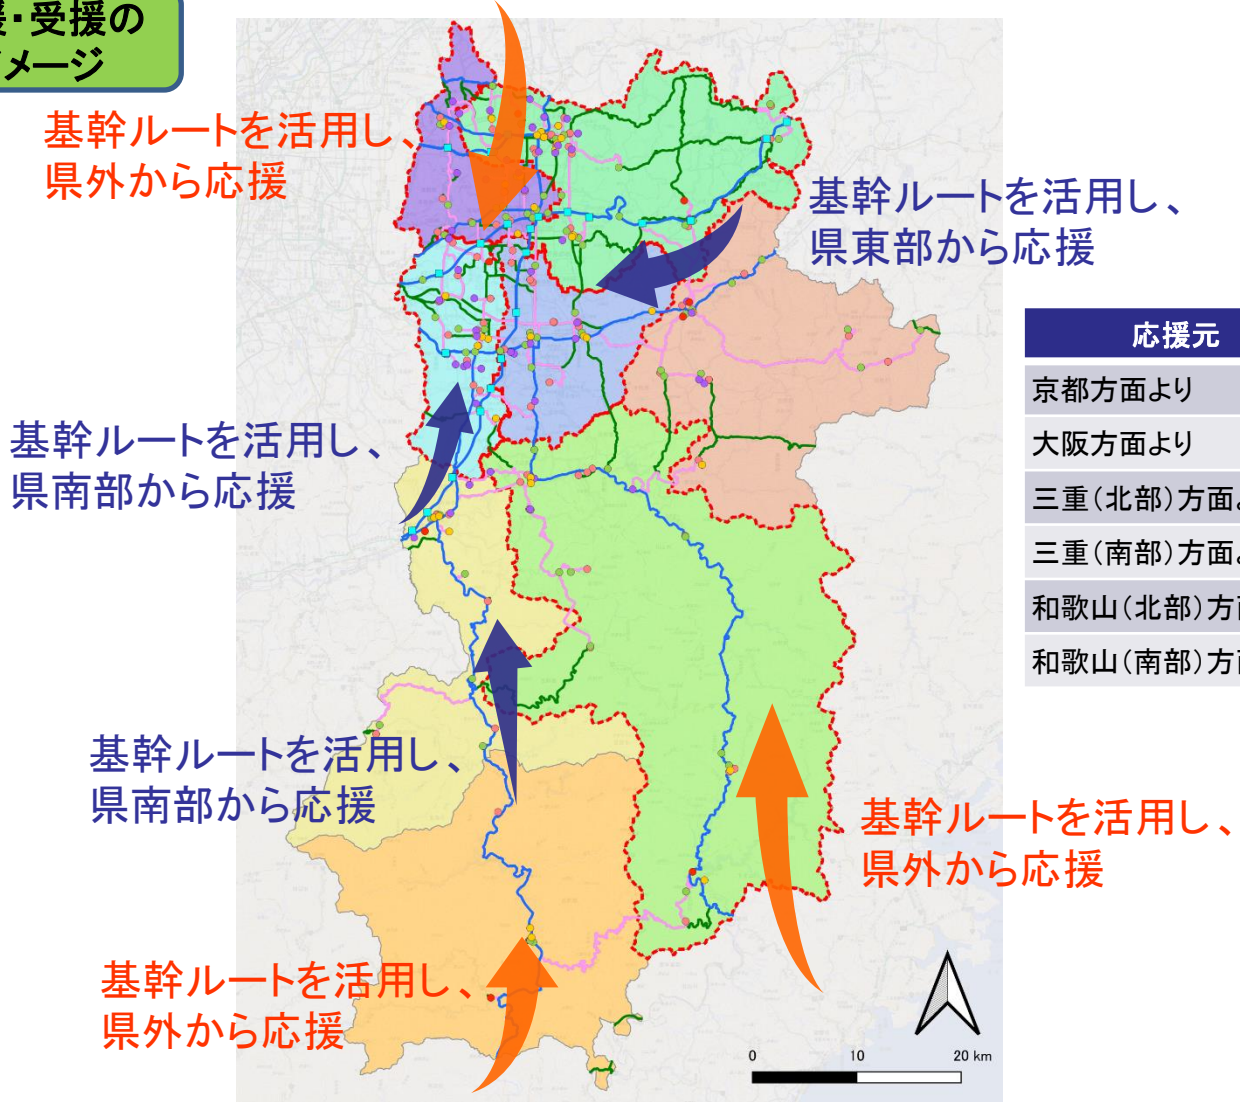 援・受援の
イメージ
基幹ルートを活用し、
県外から応援
基幹ルートを活用し、
県東部から応援
応援元
京都方面より
大阪方面より
三重(北部)方面よ
三重(南部)方面よ
和歌山(北部)方面
和歌山(南部)方面
基幹ルートを活用し、
県南部から応援
基幹ルートを活用し、
県南部から応援
基幹ルートを活用し、
県外から応援
基幹ルートを活用し、
県外から応援
0 10 20 km